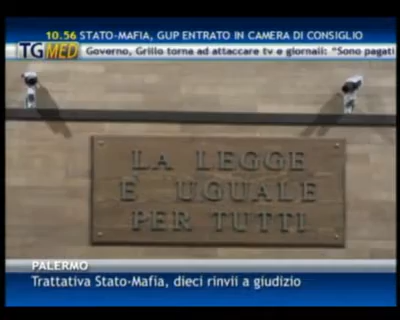 10.56 STATO-MAFIA, GUP ENTRATO IN CAMERA DI CONSIGLIO
TG MED
Governo, Grillo torna ad attaccare tv e giornali: "Sono pagati
LA LEGGE
E' UGUALE
PER TUTTI
PALERMO
Trattativa Stato-Mafia, dieci rinvii a giudizio